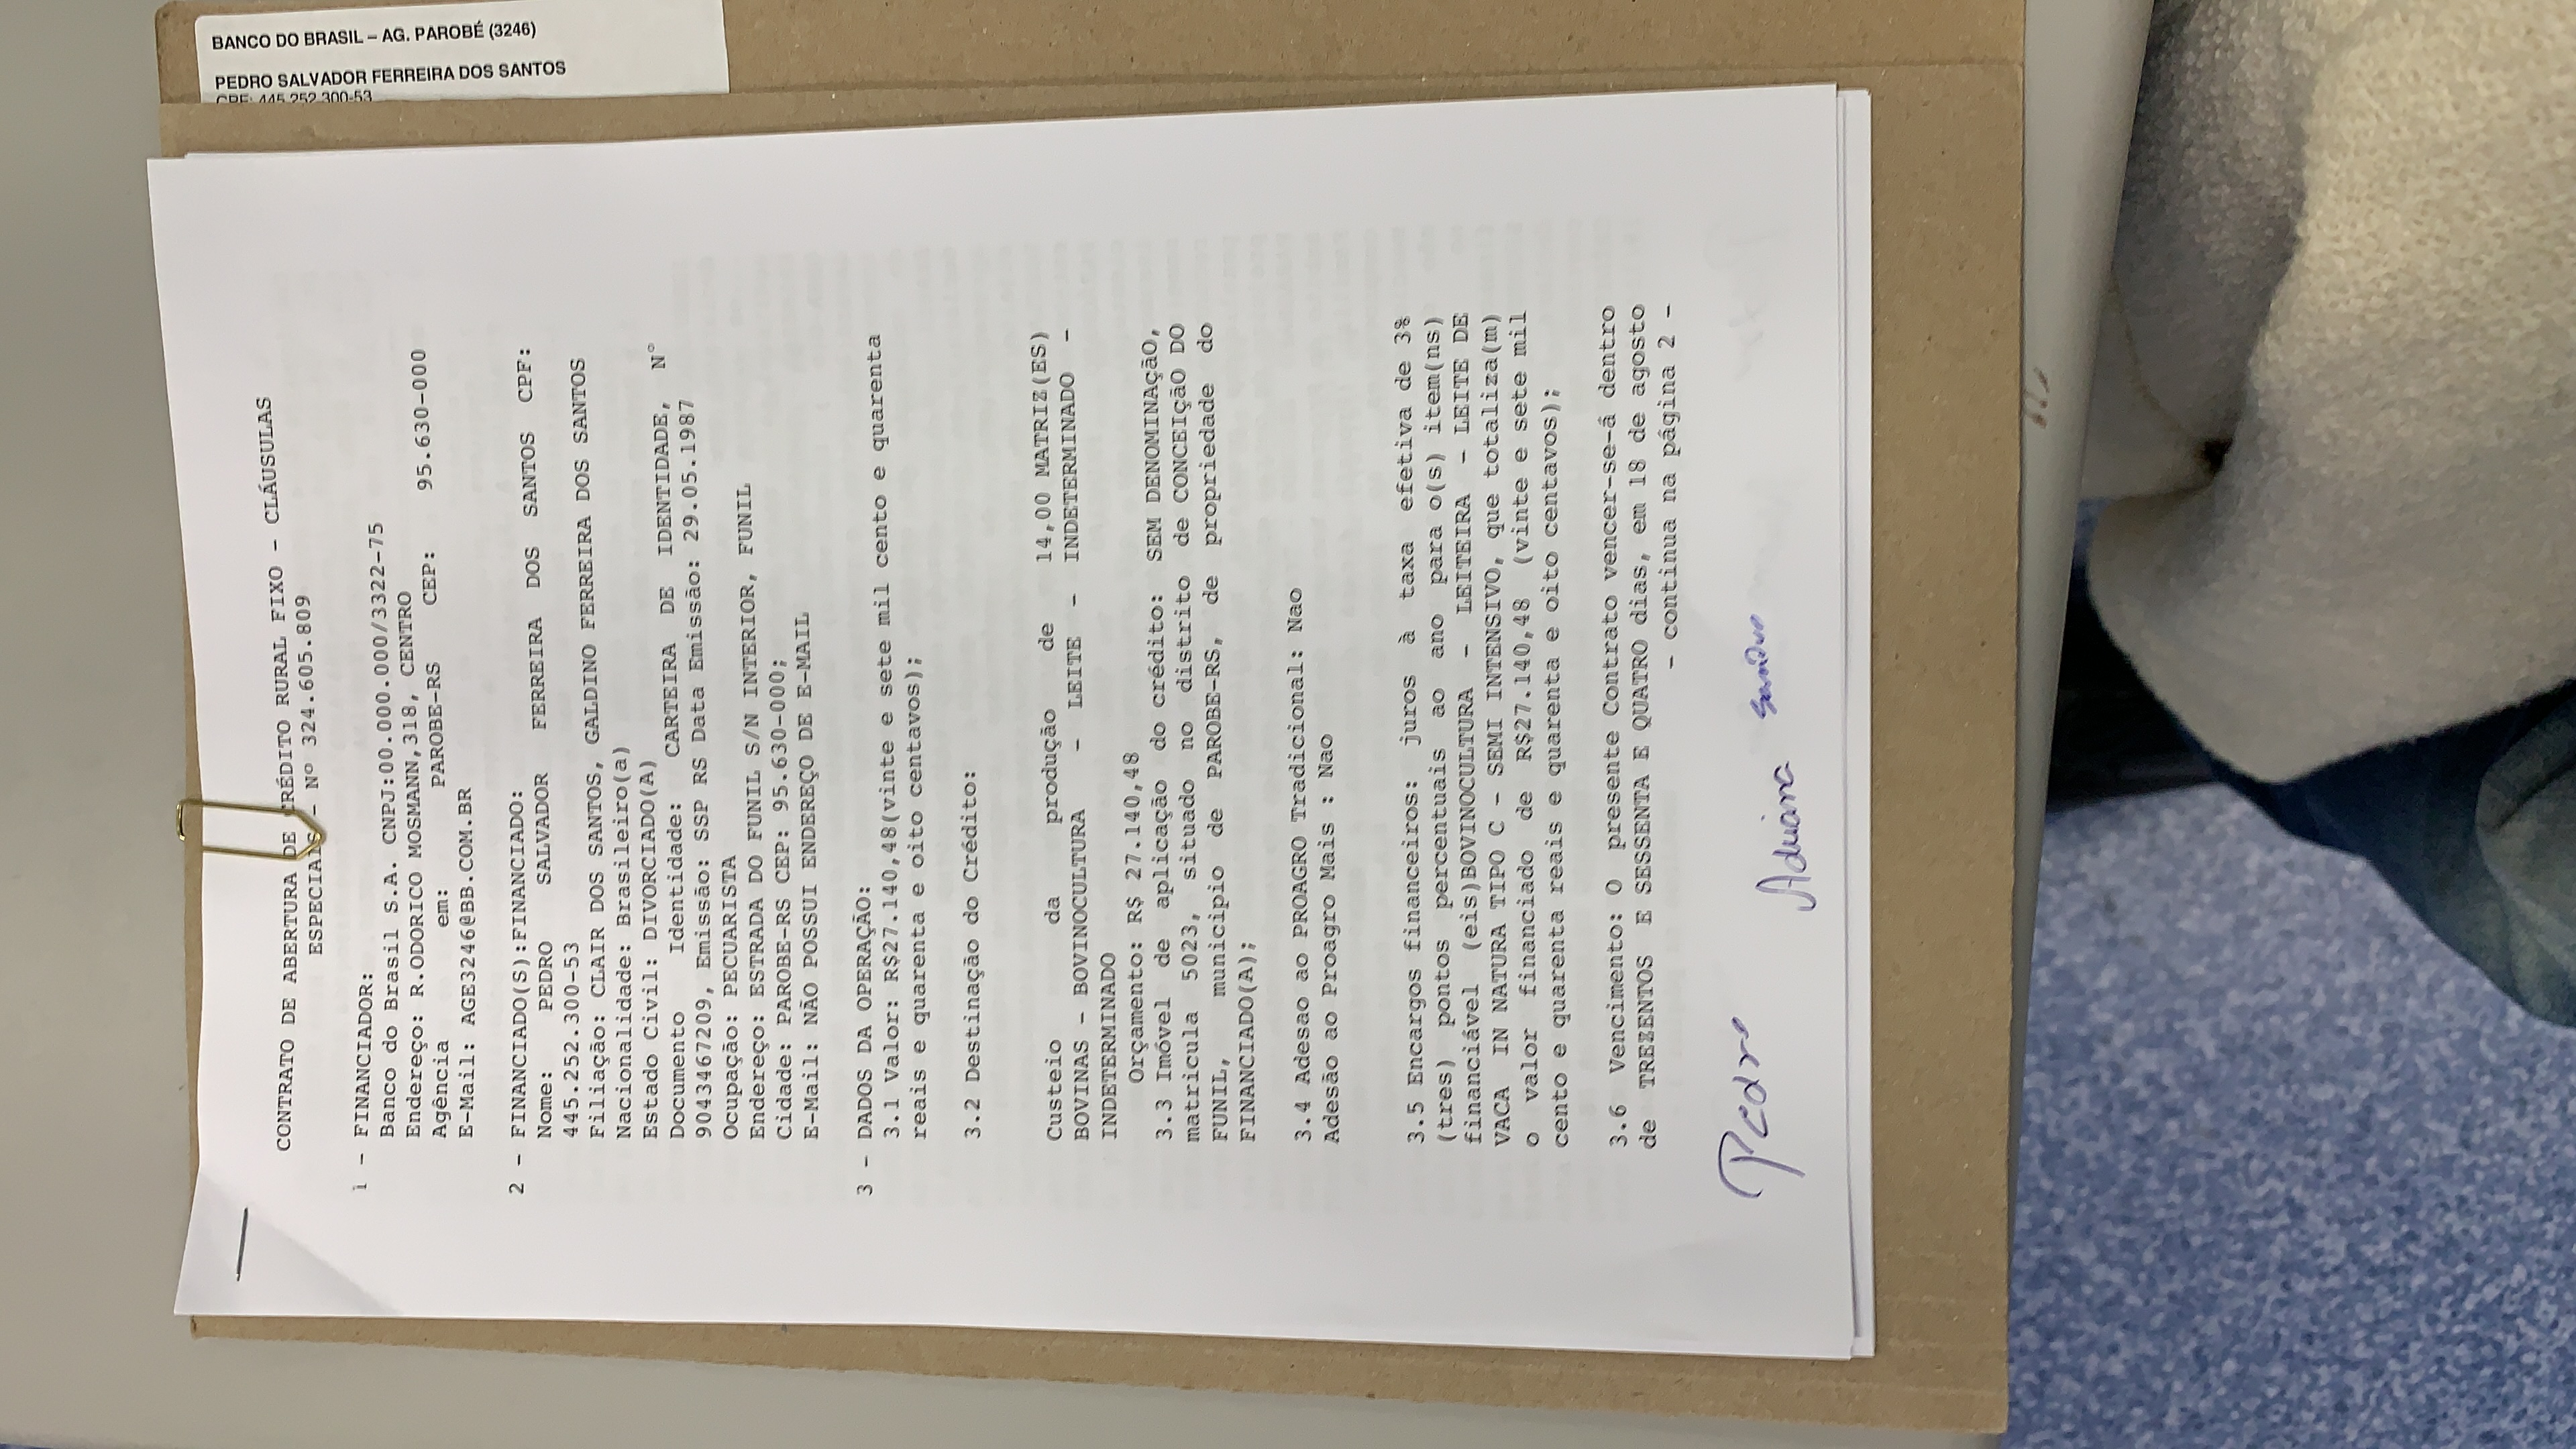 CONTRATO DE ABERTURA DE CRÉDITO RURAL FIXO - CLÁUSULAS
ESPECIAIS - Nº 324.605.809
1 - FINANCIADOR:
Banco do Brasil S.A. CNPJ:00.000.000/3322-75
Endereço: R.ODORICO MOSMANN,318, CENTRO
Agência em: PAROBE-RS CEP: 95.630-000
E-Mail: AGE3246@BB.COM.BR
2 - FINANCIADO(S):FINANCIADO:
Nome: PEDRO SALVADOR FERREIRA DOS SANTOS CPF:
445.252.300-53
Filiação: CLAIR DOS SANTOS, GALDINO FERREIRA DOS SANTOS
Nacionalidade: Brasileiro(a)
Estado Civil: DIVORCIADO(A)
Documento Identidade: CARTEIRA DE IDENTIDADE, N°
9043467209, Emissão: SSP RS Data Emissão: 29.05.1987
Ocupação: PECUARISTA
Endereço: ESTRADA DO FUNIL S/N INTERIOR, FUNIL
Cidade: PAROBE-RS CEP: 95.630-000;
E-Mail: NÃO POSSUI ENDEREÇO DE E-MAIL
3 - DADOS DA OPERAÇÃO:
3.1 Valor: R$27.140,48(vinte e sete mil cento e quarenta
reais e quarenta e oito centavos);
3.2 Destinação do Crédito:
Custeio da produção de 14,00 MATRIZ(ES)
BOVINAS - BOVINOCULTURA - LEITE - INDETERMINADO -
INDETERMINADO
Orçamento: R$ 27.140,48
3.3 Imóvel de aplicação do crédito: SEM DENOMINAçãO,
matricula 5023, situado no distrito de CONCEIçãO DO
FUNIL, municipio de PAROBE-RS, de propriedade do
FINANCIADO(A);
3.4 Adesao ao PROAGRO Tradicional: Nao
Adesão ao Proagro Mais : Nao
3.5 Encargos financeiros: juros à taxa efetiva de 3%
(tres) pontos percentuais ao ano para o(s) item(ns)
financiável (eis)BOVINOCULTURA - LEITEIRA - LEITE DE
VACA IN NATURA TIPO C - SEMI INTENSIVO, que totaliza(m)
o valor financiado de R$27.140,48 (vinte e sete mil
cento e quarenta reais e quarenta e oito centavos);
3.6 Vencimento: O presente Contrato vencer-se-á dentro
de TREZENTOS E SESSENTA E QUATRO dias, em 18 de agosto
- continua na página 2 -
Pedro
Adriana
BANCO DO BRASIL – AG. PAROBÉ (3246)
PEDRO SALVADOR FERREIRA DOS SANTOS
CPF: 445.252.300-53